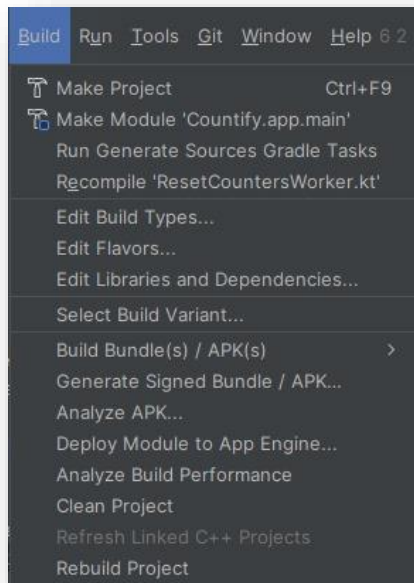 Build Run Tools Git Window Help 6 2
Make Project Ctrl+F9
Make Module 'Countify.app.main'
Run Generate Sources Gradle Tasks
Recompile 'ResetCountersWorker.kt'
Edit Build Types...
Edit Flavors...
Edit Libraries and Dependencies...
Select Build Variant...
Build Bundle(s) / APK(s)
Generate Signed Bundle / APK...
Analyze APK...
Deploy Module to App Engine...
Analyze Build Performance
Clean Project
Refresh Linked C++ Projects
Rebuild Project